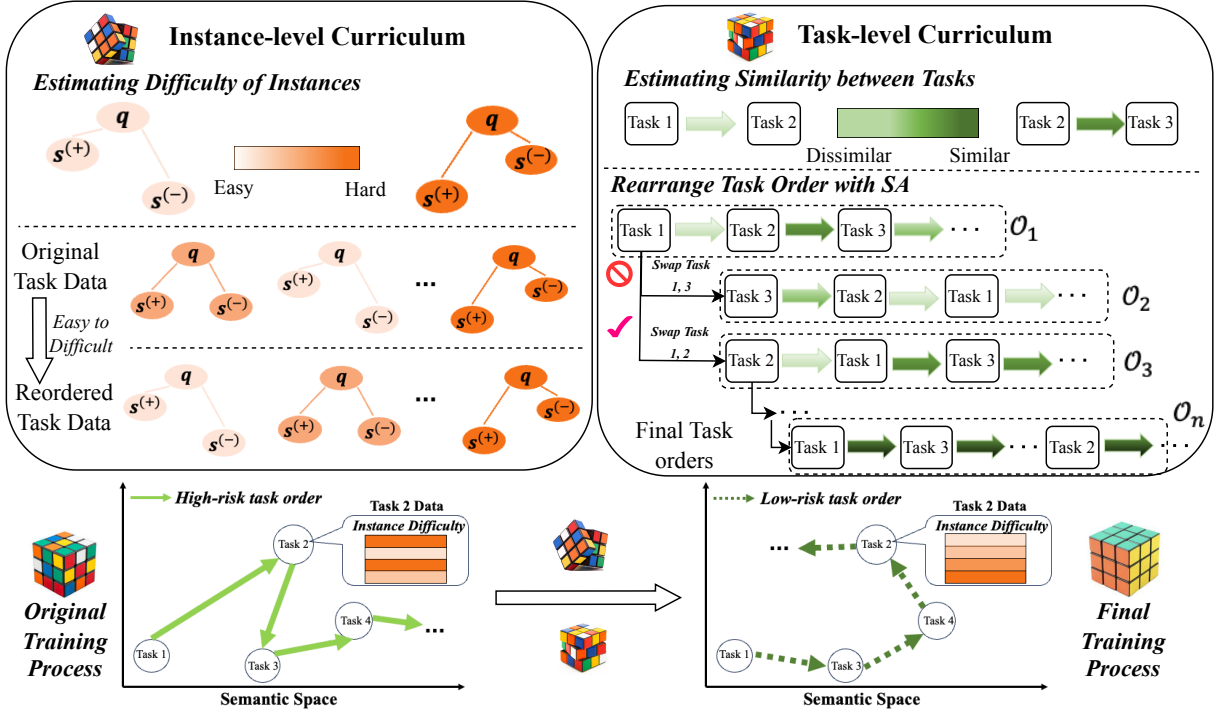 Instance-level Curriculum
Estimating Difficulty of Instances
q
s(+)
s(−)
Easy
Hard
q
s(−)
s(+)
Original
Task Data
q
s(+)
s(−)
q
s(+)
s(−)
...
q
s(−)
s(+)
Easy to
Difficult
Reordered
Task Data
q
s(+)
s(−)
q
s(+)
s(−)
...
q
s(−)
s(+)
Task-level Curriculum
Estimating Similarity between Tasks
Task 1
Task 2
Dissimilar
Similar
Task 2
Task 3
Rearrange Task Order with SA
Task 1
Task 2
Task 3
...
𝒪1
Swap Task
1, 3
Task 3
Task 2
Task 1
...
𝒪2
Swap Task
1, 2
Task 2
Task 1
Task 3
...
𝒪3
...
Final Task
orders
Task 1
Task 3
...
Task 2
...
𝒪n
Original
Training
Process
High-risk task order
Task 2 Data
Instance Difficulty
Task 2
Task 4
...
Task 1
Task 3
Semantic Space
Low-risk task order
Task 2 Data
Instance Difficulty
...
Task 2
Task 4
Task 1
Task 3
Semantic Space
Final
Training
Process